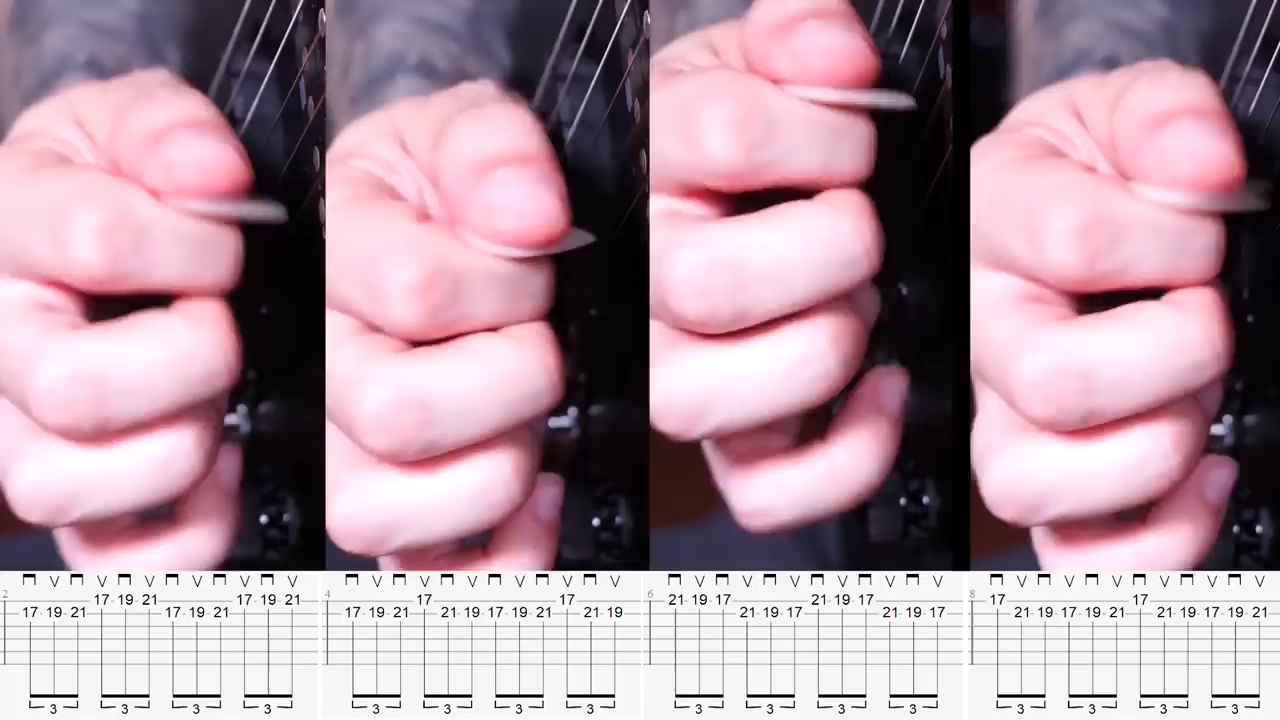 2 4 6 8
17 19 21 17 19 21 17 17 21 19 17 21 19 17 17 17
17 19 21 17 19 21 17 19 21 21 19 17 19 21 21 19 21 19 17 21 19 17 21 19 17 19 21 21 19 17 19 21
3 3 3 3 3 3 3 3 3 3 3 3 3 3 3 3